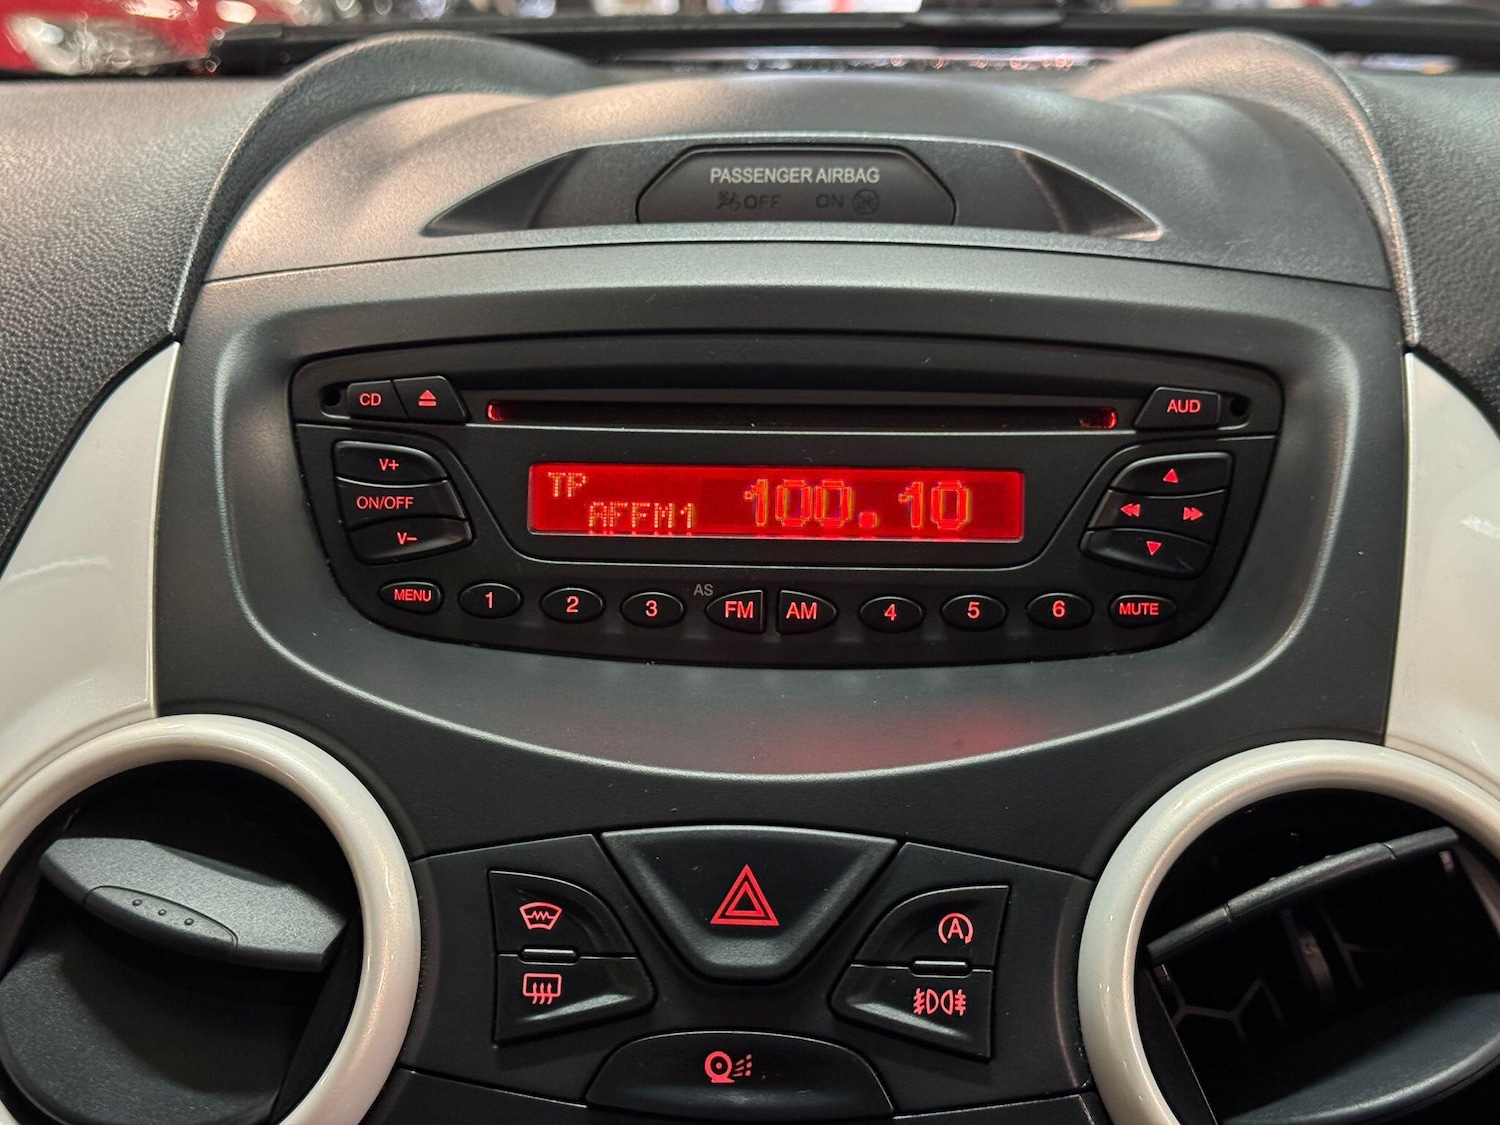 PASSENGER AIRBAG
OFF ON
CD AUD
V+
ON/OFF
V-
TP
AFFM1 100.10
AS
MENU 1 2 3 FM AM 4 5 6 MUTE
A